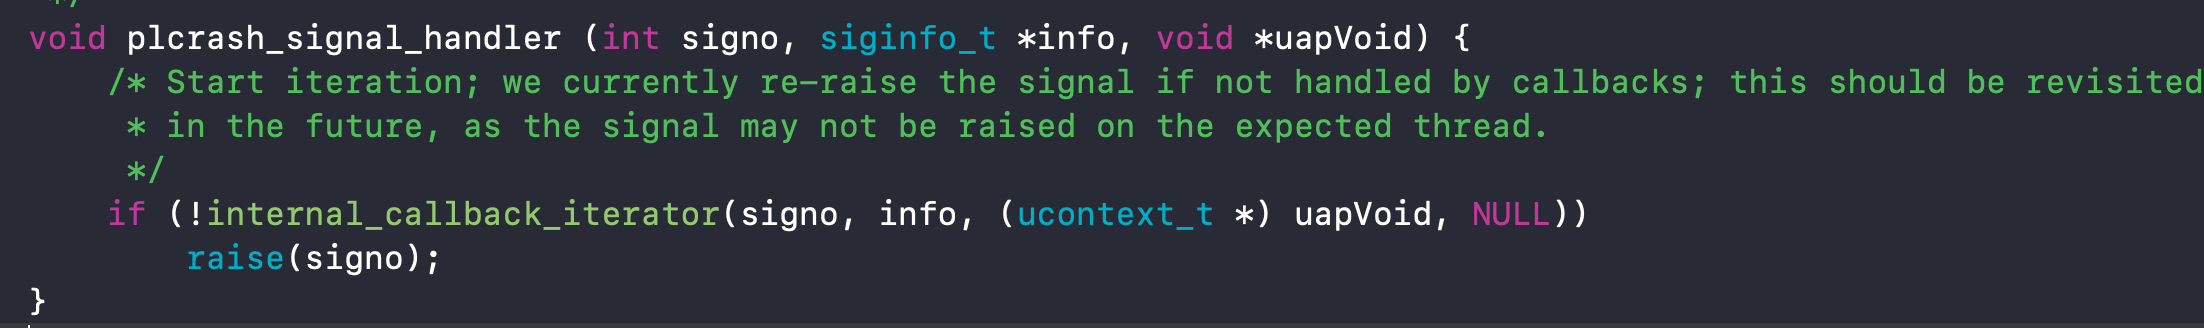 */
void plcrash_signal_handler (int signo, siginfo_t *info, void *uapVoid) {
/* Start iteration; we currently re-raise the signal if not handled by callbacks; this should be revisited
* in the future, as the signal may not be raised on the expected thread.
*/
if (!internal_callback_iterator(signo, info, (ucontext_t *) uapVoid, NULL))
raise(signo);
}